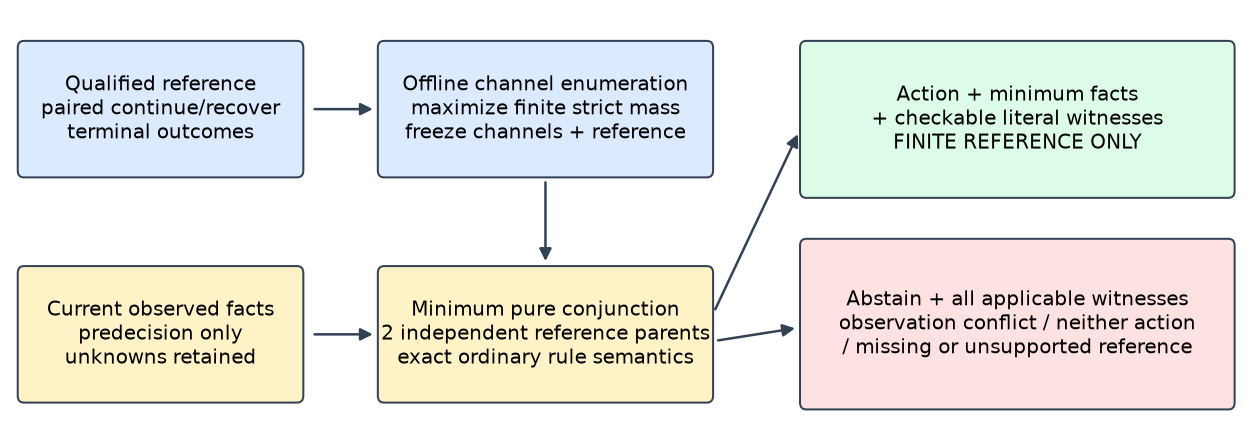 Qualified reference
paired continue/recover
terminal outcomes
Offline channel enumeration
maximize finite strict mass
freeze channels + reference
Action + minimum facts
+ checkable literal witnesses
FINITE REFERENCE ONLY
Current observed facts
predecision only
unknowns retained
Minimum pure conjunction
2 independent reference parents
exact ordinary rule semantics
Abstain + all applicable witnesses
observation conflict / neither action
/ missing or unsupported reference